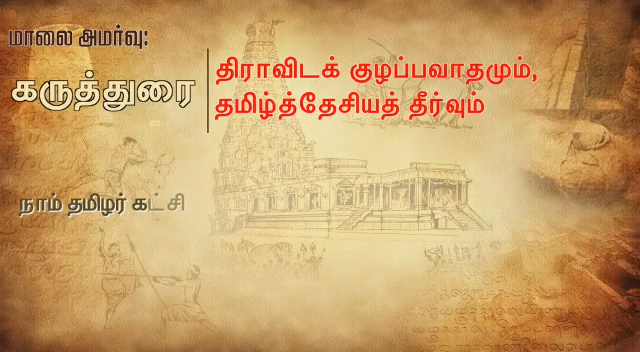 மாலை அமர்வு:
கருத்துரை
திராவிடக் குழப்பவாதமும்,
தமிழ்த்தேசியத் தீர்வும்
நாம் தமிழர் கட்சி